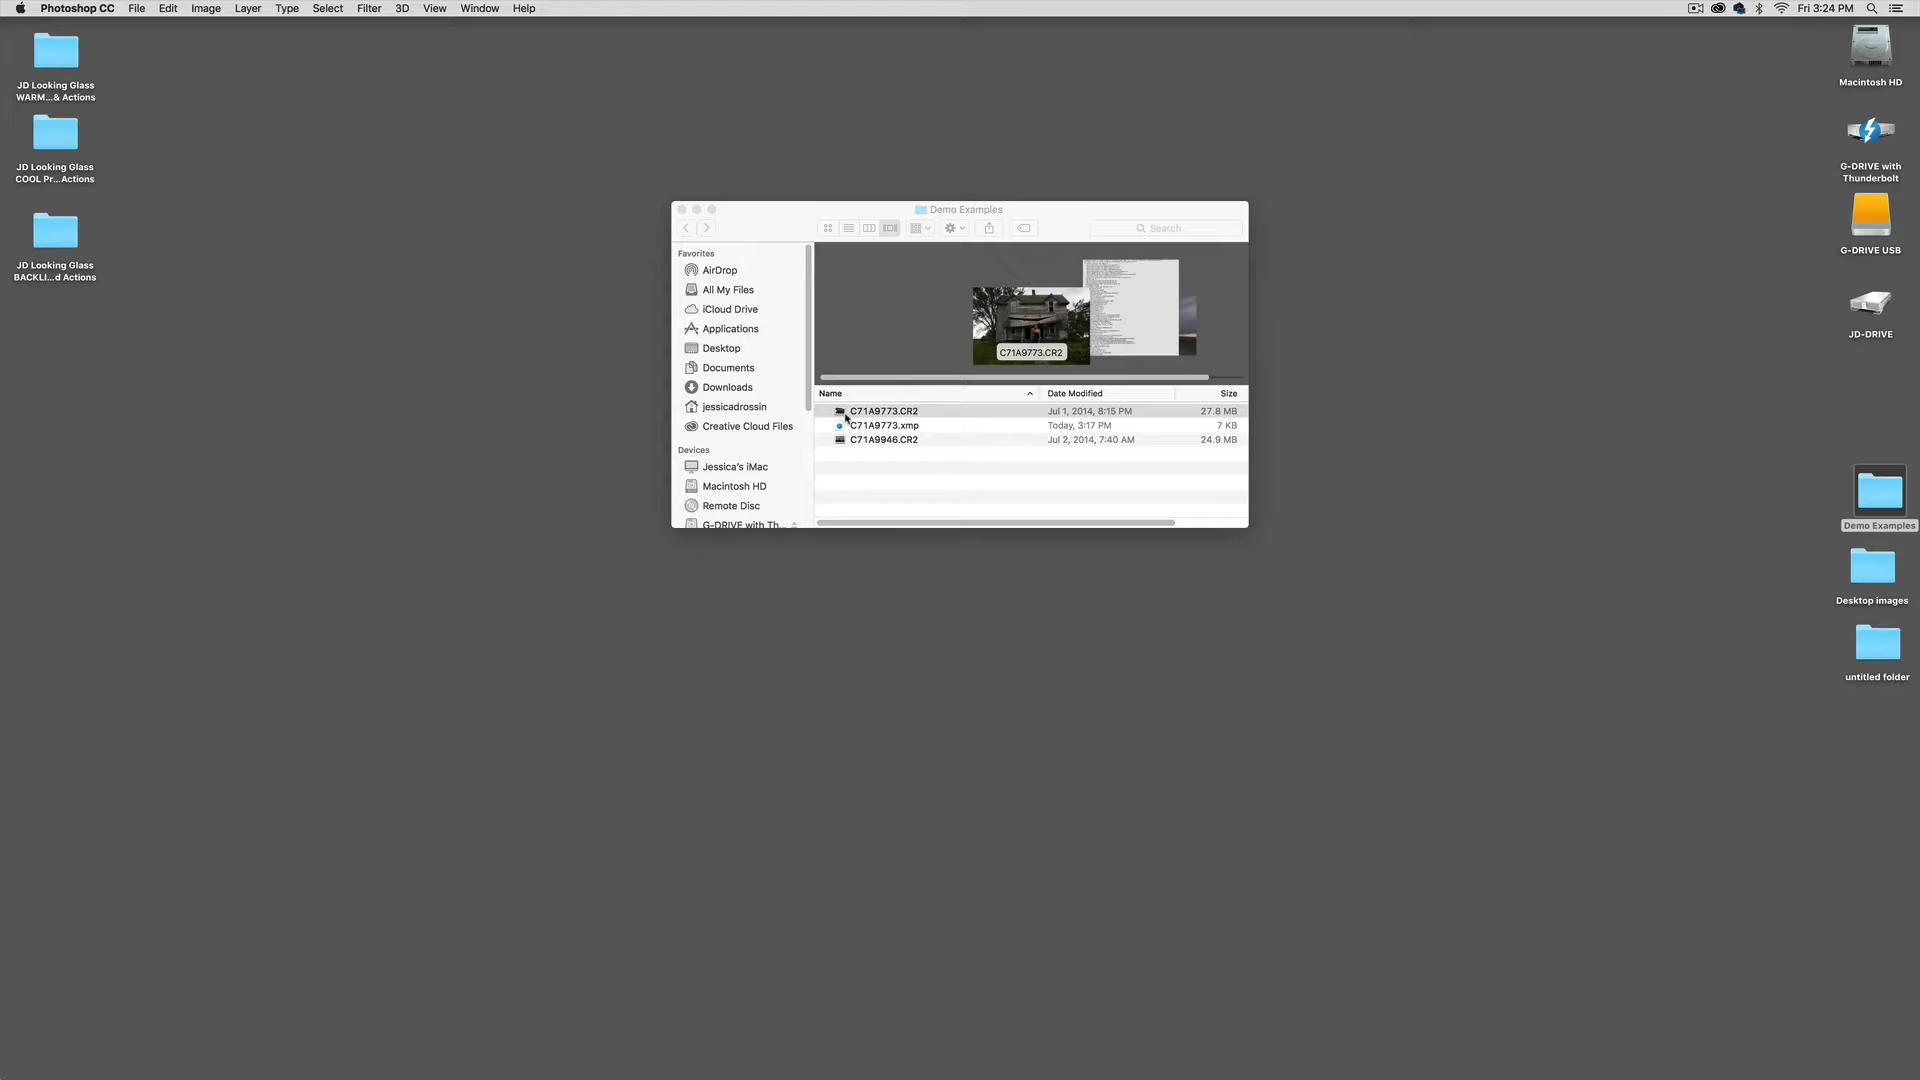 Photoshop CC File Edit Image Layer Type Select Filter 3D View Window Help Fri 3:24 PM
JD Looking Glass
WARM...& Actions
JD Looking Glass
COOL Pr...Actions
JD Looking Glass
BACKLI...d Actions
Demo Examples
Search
Favorites
AirDrop
All My Files
iCloud Drive
Applications
Desktop
Documents
Downloads
jessicadrossin
Creative Cloud Files
Devices
Jessica's iMac
Macintosh HD
Remote Disc
G-DRIVE with Th...
C71A9773.CR2
Name Date Modified Size
C71A9773.CR2 Jul 1, 2014, 8:15 PM 27.8 MB
C71A9773.xmp Today, 3:17 PM 7 KB
C71A9946.CR2 Jul 2, 2014, 7:40 AM 24.9 MB
Macintosh HD
G-DRIVE with
Thunderbolt
G-DRIVE USB
JD-DRIVE
Demo Examples
Desktop images
untitled folder